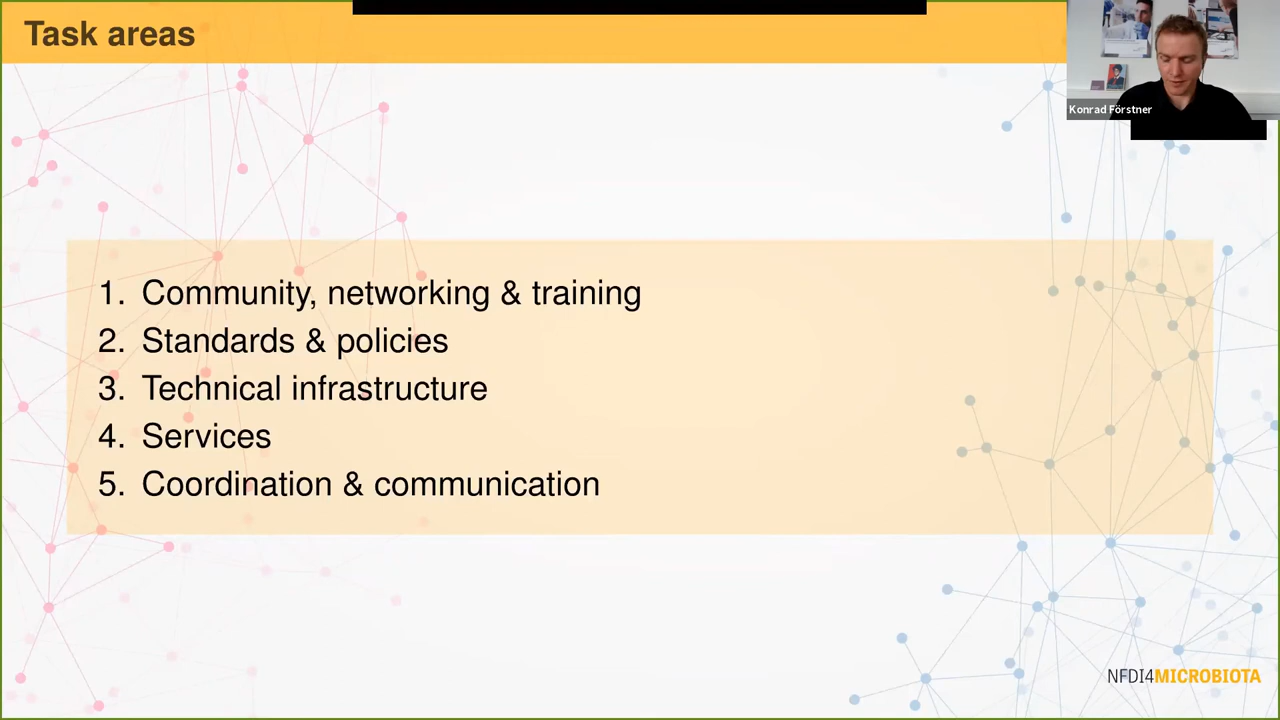 Task areas
Konrad Förstner
1. Community, networking & training
2. Standards & policies
3. Technical infrastructure
4. Services
5. Coordination & communication
NFDI4MICROBIOTA